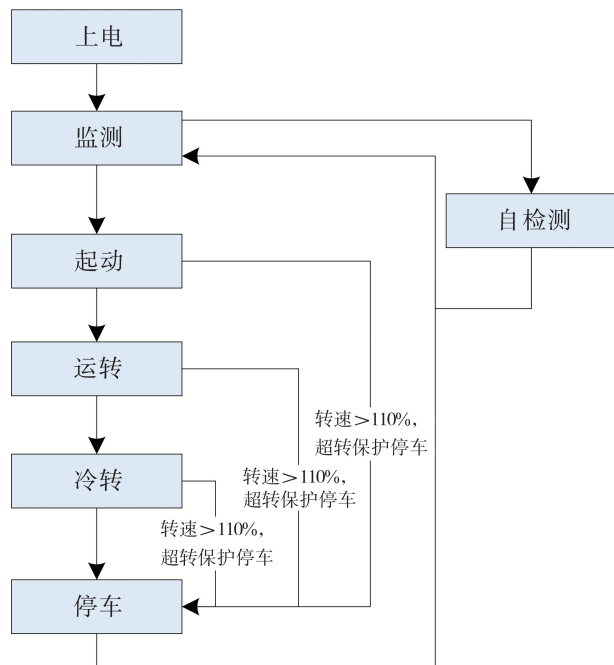 上电
监测
自检测
起动
运转
转速>110%,
超转保护停车
冷转
转速>110%,
超转保护停车
转速>110%,
超转保护停车
停车